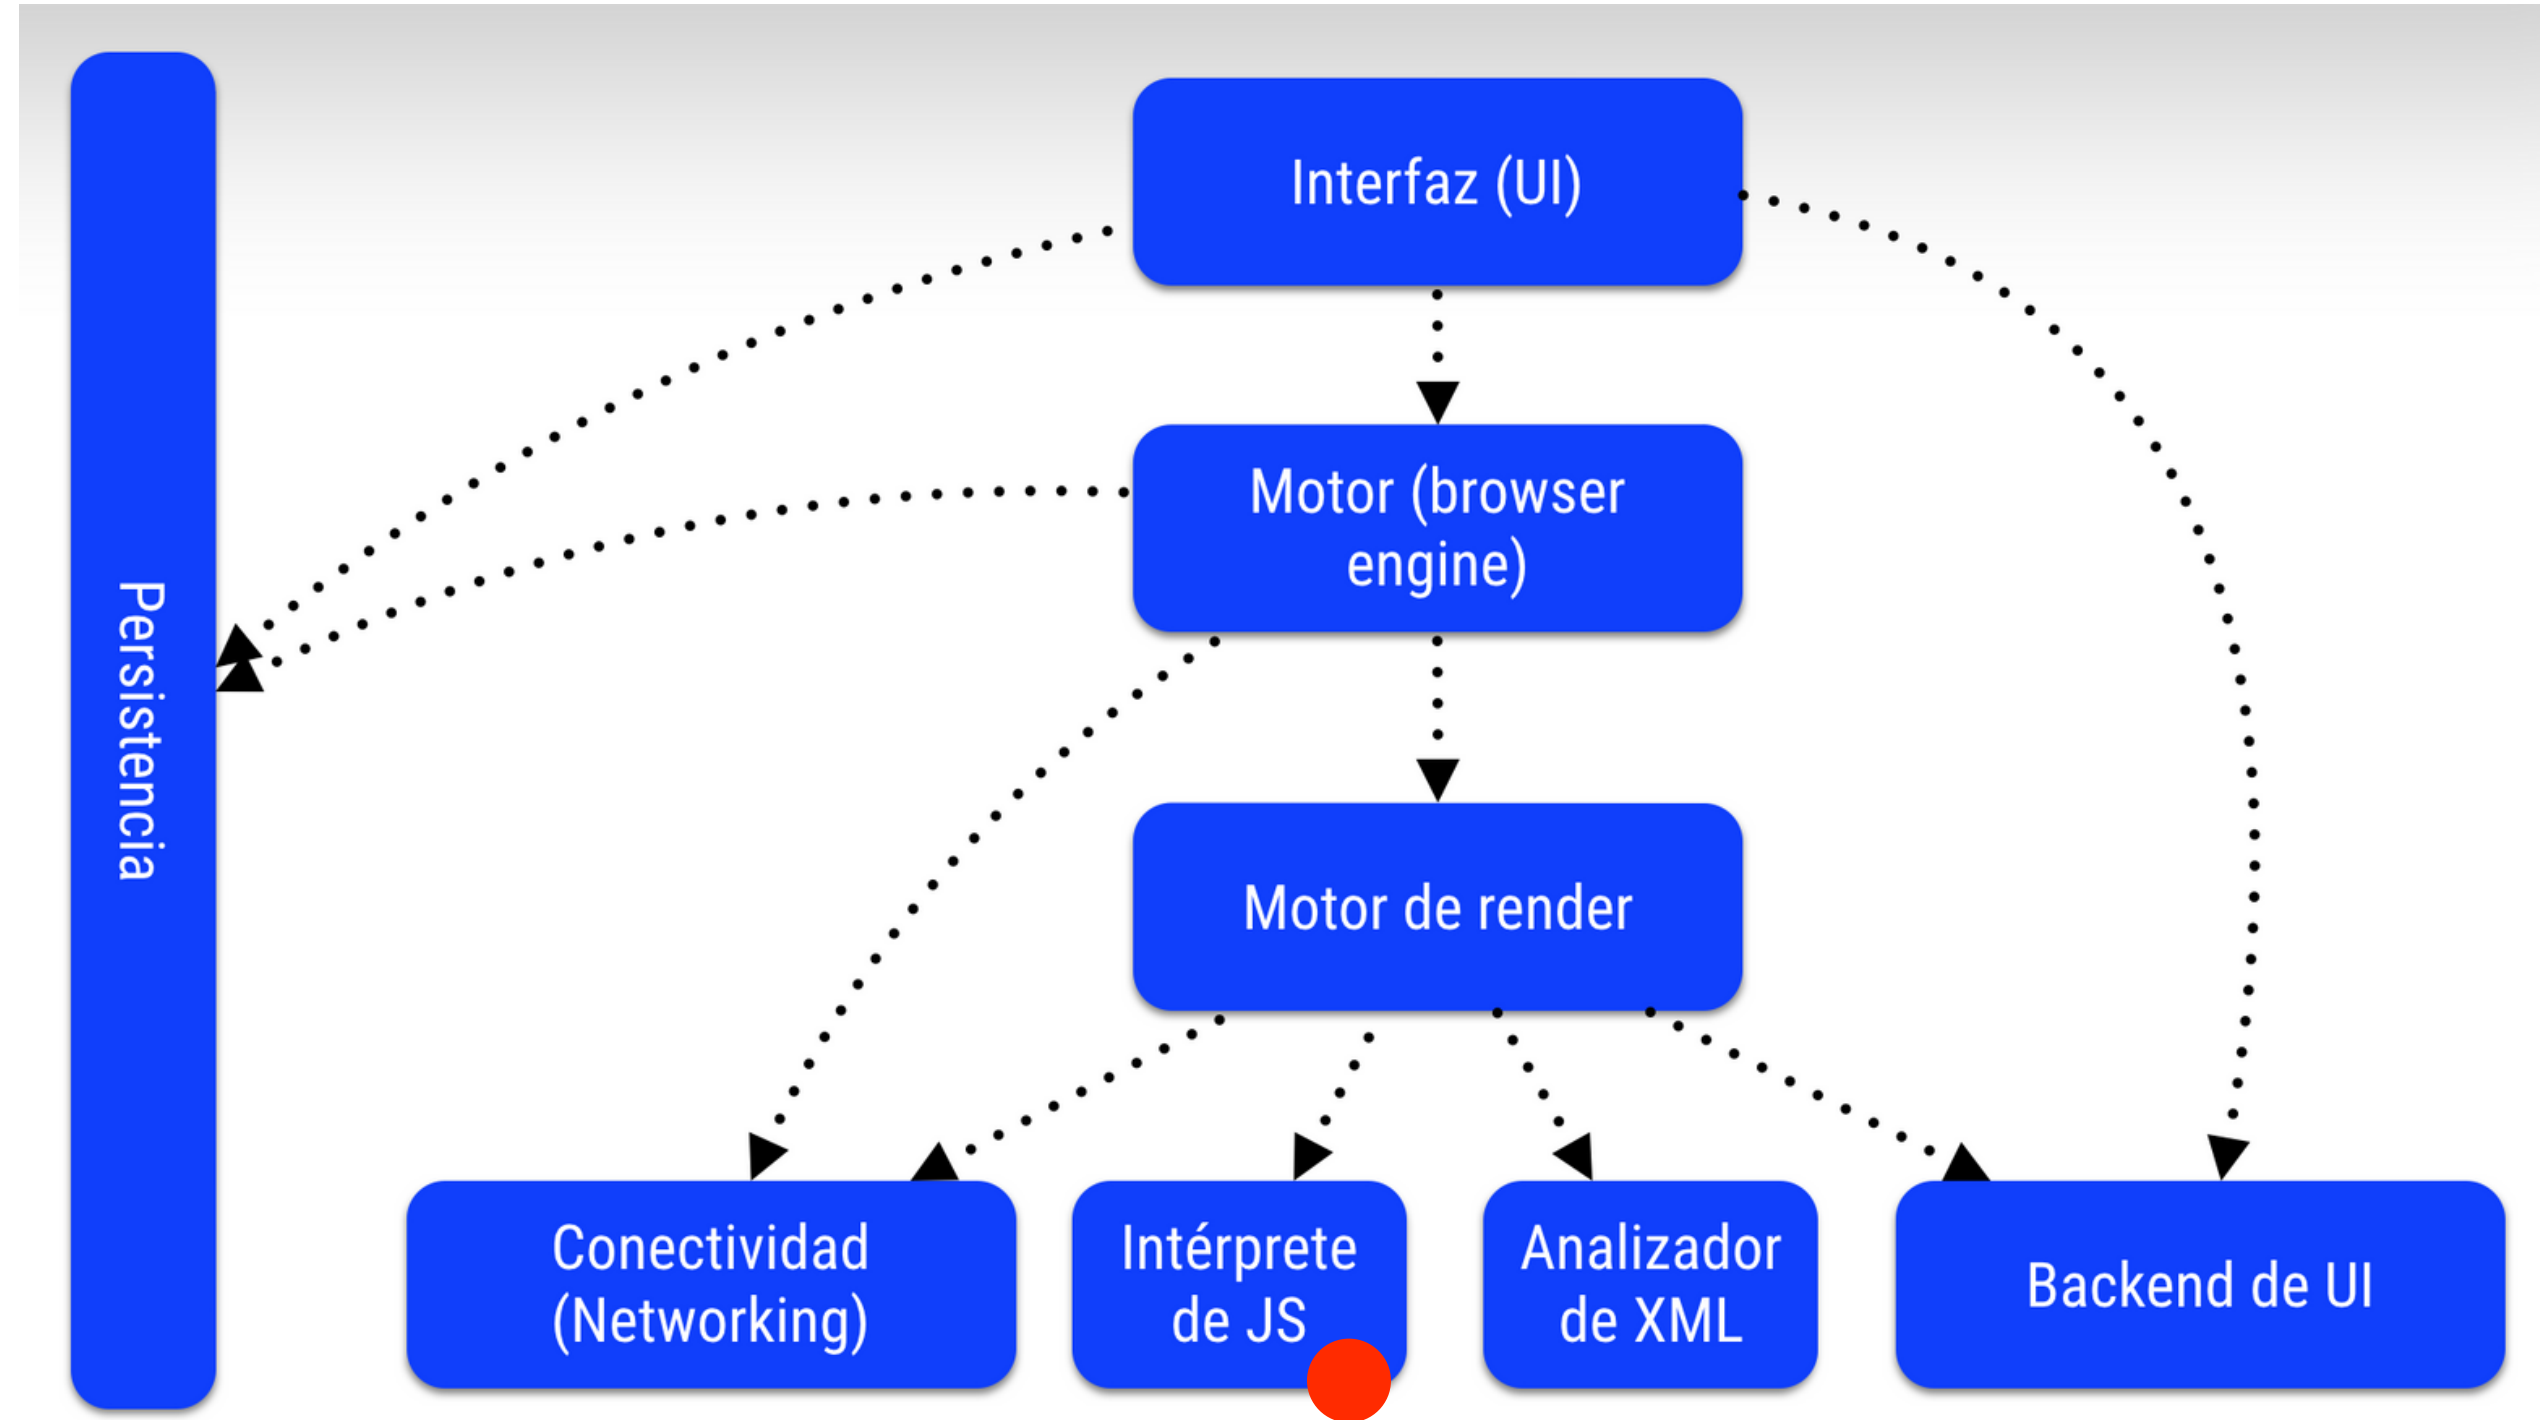 Interfaz (UI)
Motor (browser
engine)
Persistencia
Motor de render
Conectividad
(Networking)
Intérprete
de JS
Analizador
de XML
Backend de UI